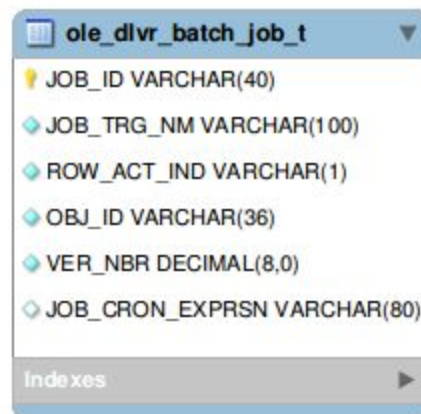 ole_dlvr_batch_job_t
JOB_ID VARCHAR(40)
JOB_TRG_NM VARCHAR(100)
ROW_ACT_IND VARCHAR(1)
OBJ_ID VARCHAR(36)
VER_NBR DECIMAL(8,0)
JOB_CRON_EXPRSN VARCHAR(80)
Indexes